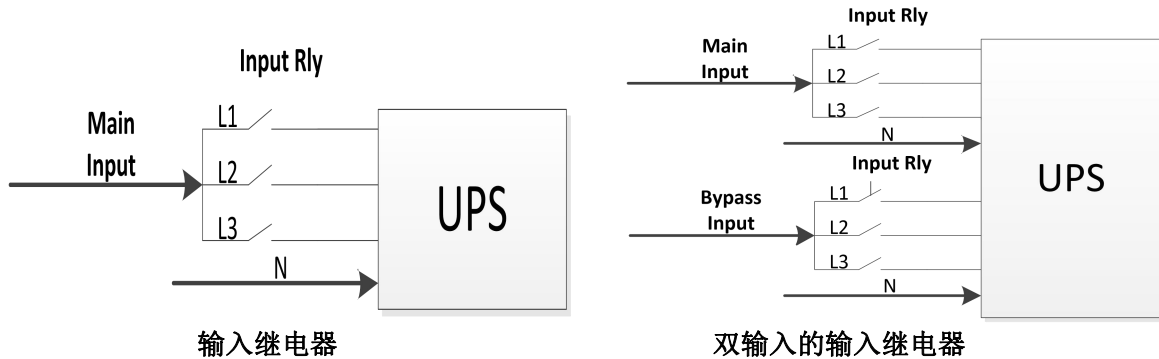 Input Rly
Main
Input
L1
L2
L3
N
UPS
输入继电器
Input Rly
Main
Input
L1
L2
L3
N
Input Rly
Bypass
Input
L1
L2
L3
N
UPS
双输入的输入继电器